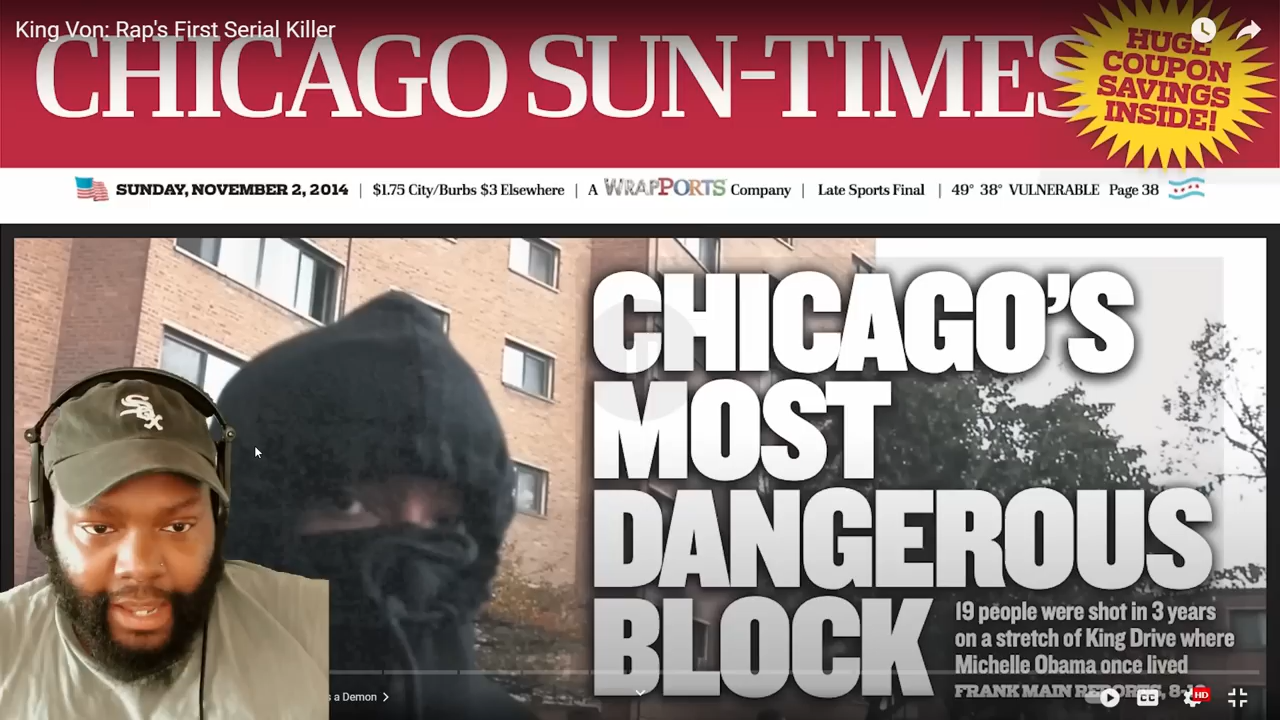 King Von: Rap's First Serial Killer
CHICAGO SUN-TIMES
HUGE
COUPON
SAVINGS
INSIDE!
SUNDAY, NOVEMBER 2, 2014 | $1.75 City/Burbs $3 Elsewhere | A WRAPPORTS Company | Late Sports Final | 49° 38° VULNERABLE Page 38
CHICAGO'S
MOST
DANGEROUS
BLOCK
19 people were shot in 3 years
on a stretch of King Drive where
Michelle Obama once lived
FRANK MAIN REPORTS,
Sox
s a Demon
CC
HD